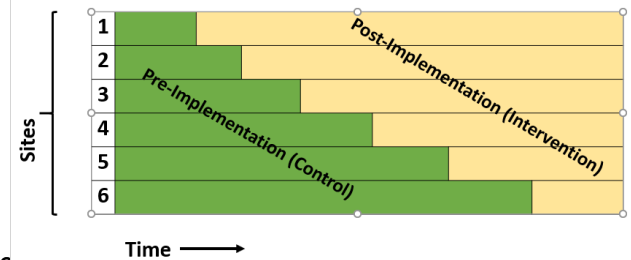 Sites
1
2
3
4
5
6
Pre-Implementation (Control)
Post-Implementation (Intervention)
Time